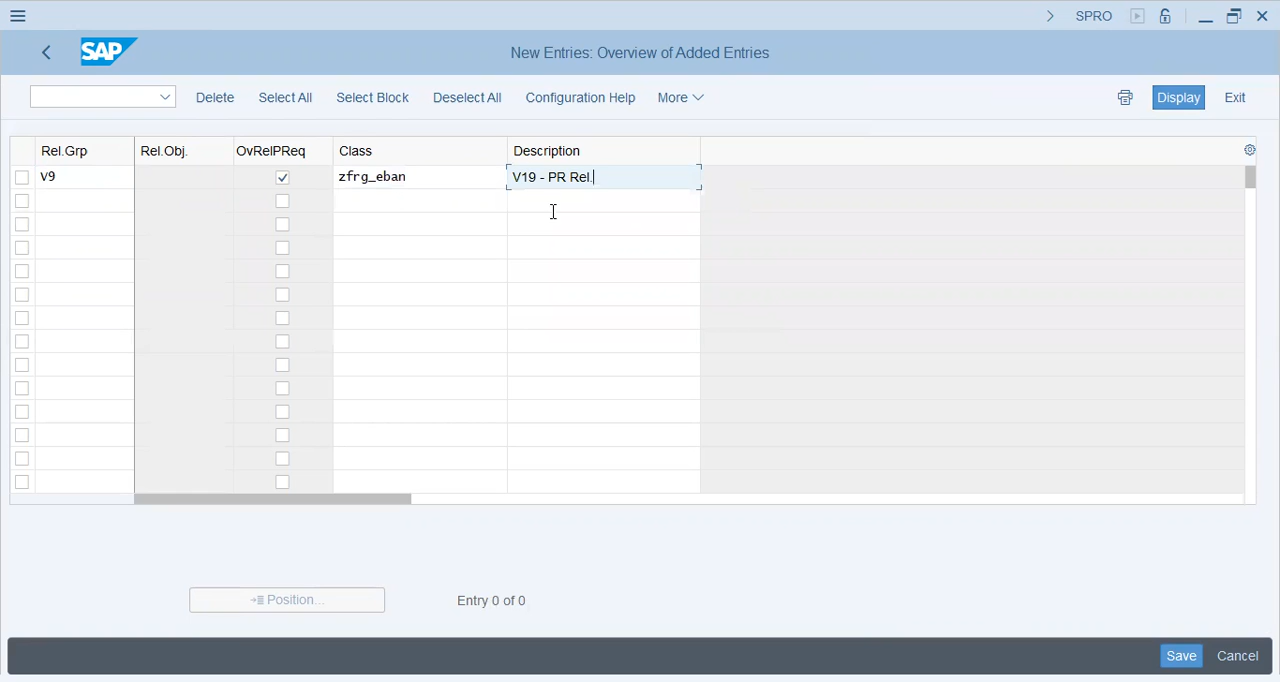 SPRO
SAP
New Entries: Overview of Added Entries
Delete Select All Select Block Deselect All Configuration Help More Display Exit
Rel.Grp Rel.Obj. OvRelPReq Class Description
V9 zfrg_eban V19 - PR Rel.
Position... Entry 0 of 0
Save Cancel